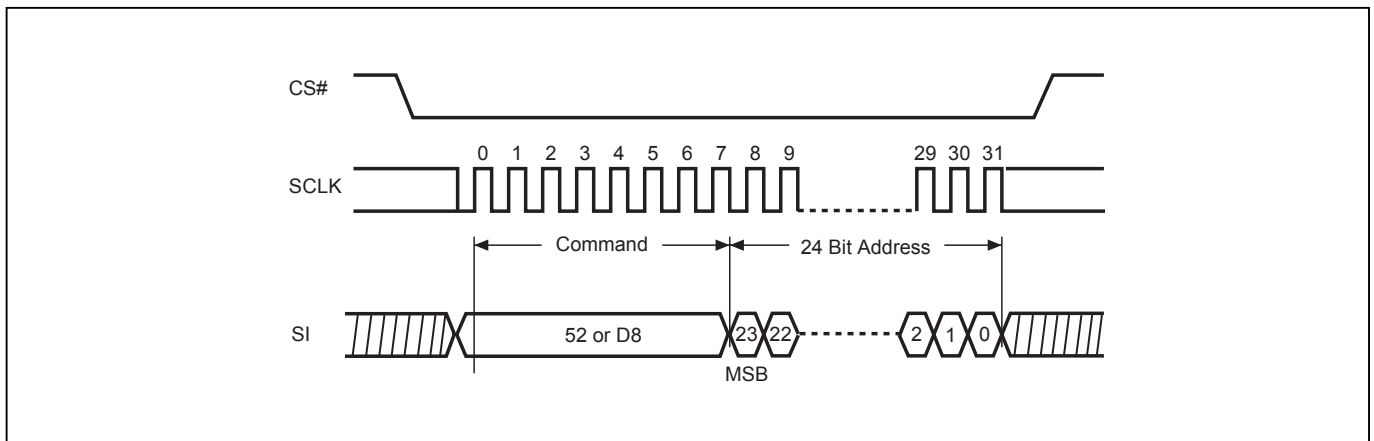 CS#
0 1 2 3 4 5 6 7 8 9 29 30 31
SCLK
Command 24 Bit Address
SI 52 or D8 23 22 2 1 0
MSB